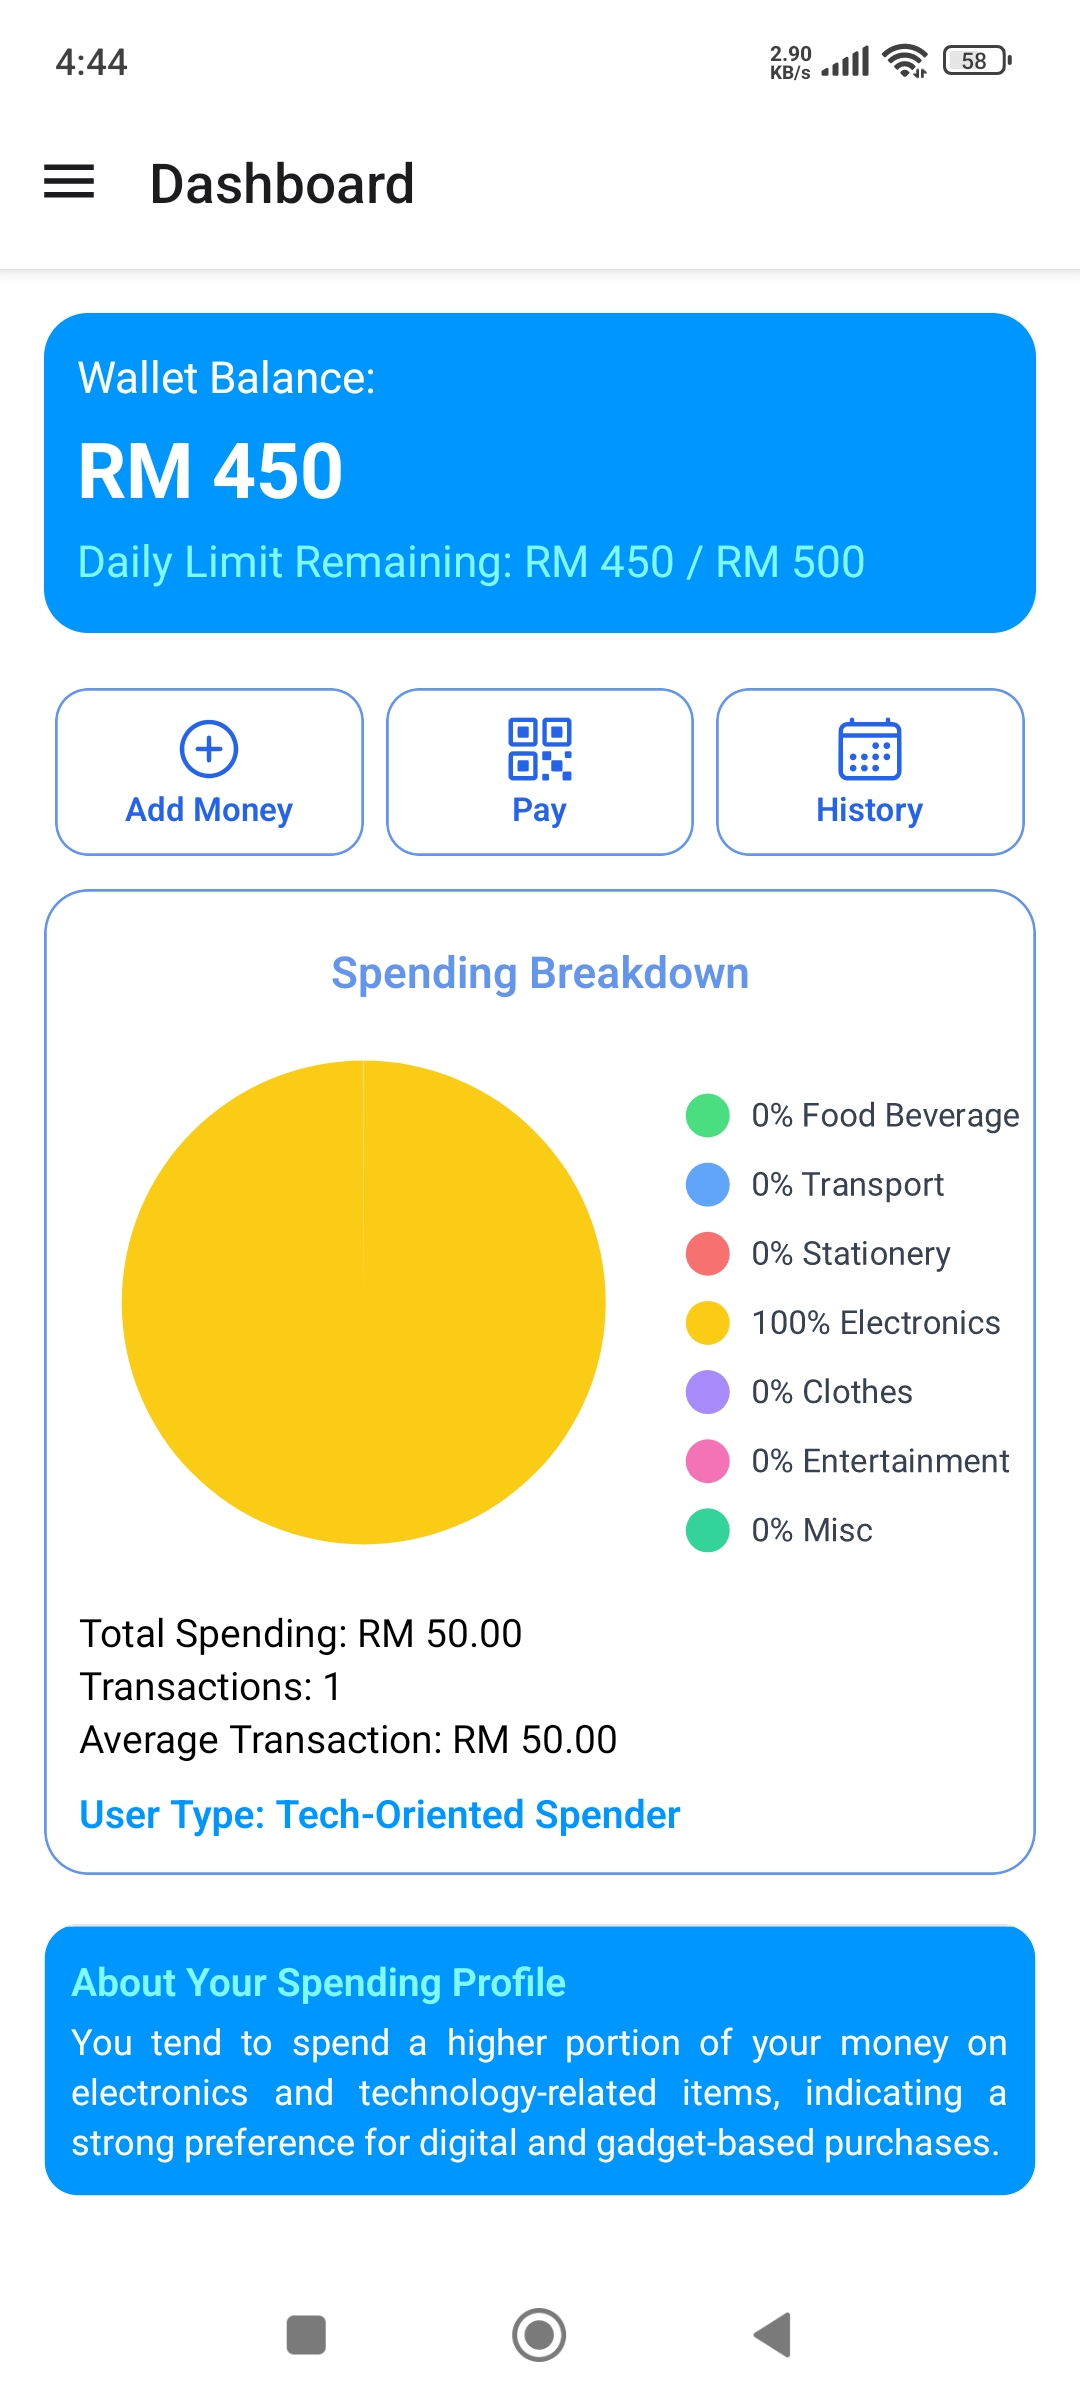 4:44
2.90
KB/s
58
Dashboard
Wallet Balance:
RM 450
Daily Limit Remaining: RM 450 / RM 500
Add Money
Pay
History
Spending Breakdown
0% Food Beverage
0% Transport
0% Stationery
100% Electronics
0% Clothes
0% Entertainment
0% Misc
Total Spending: RM 50.00
Transactions: 1
Average Transaction: RM 50.00
User Type: Tech-Oriented Spender
About Your Spending Profile
You tend to spend a higher portion of your money on
electronics and technology-related items, indicating a
strong preference for digital and gadget-based purchases.